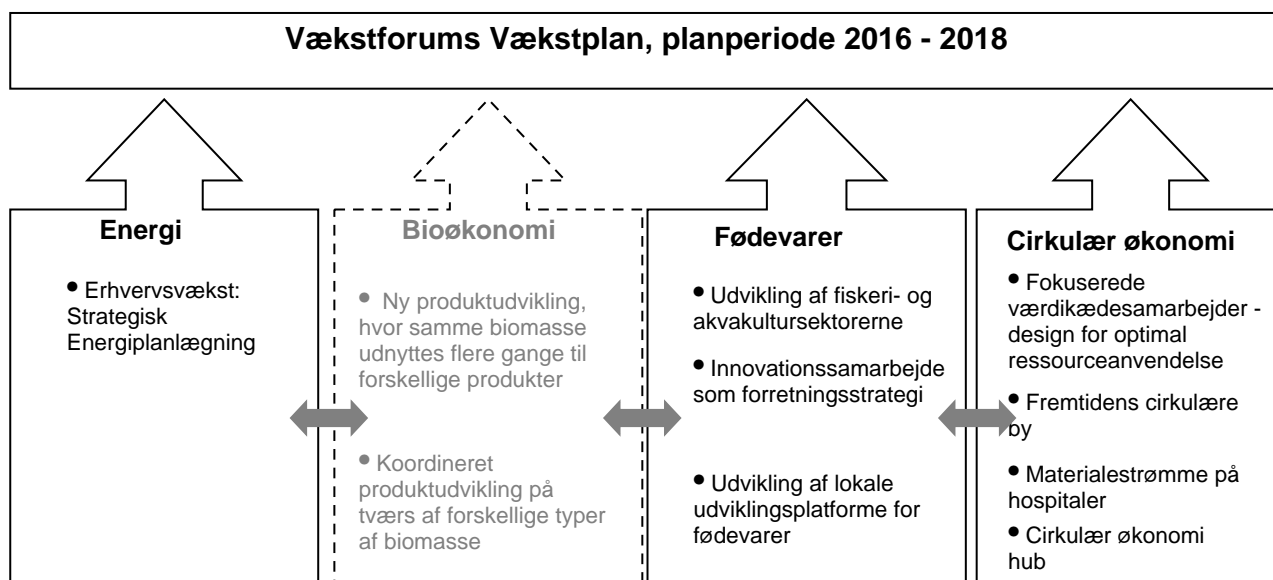 Vækstforums Vækstplan, planperiode 2016 - 2018
Energi
• Erhvervsvækst:
Strategisk
Energiplanlægning
Bioøkonomi
• Ny produktudvikling,
hvor samme biomasse
udnyttes flere gange til
forskellige produkter
• Koordineret
produktudvikling på
tværs af forskellige typer
af biomasse
Fødevarer
• Udvikling af fiskeri- og
akvakultursektorerne
• Innovationssamarbejde
som forretningsstrategi
• Udvikling af lokale
udviklingsplatforme for
fødevarer
Cirkulær økonomi
• Fokuserede
værdikædesamarbejder -
design for optimal
ressourceanvendelse
• Fremtidens cirkulære
by
• Materialestrømme på
hospitaler
• Cirkulær økonomi
hub